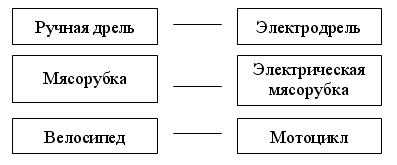 Ручная дрель
Электродрель
Мясорубка
Электрическая
мясорубка
Велосипед
Мотоцикл